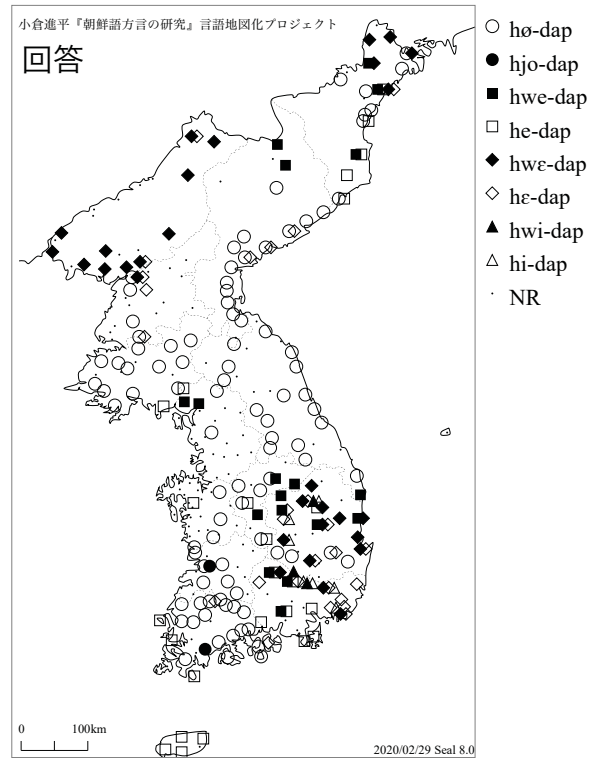 小倉進平『朝鮮語方言の研究』言語地図化プロジェクト
回答
hø-dap
hjo-dap
hwe-dap
he-dap
hwɛ-dap
hɛ-dap
hwi-dap
hi-dap
NR
0 100km
2020/02/29 Seal 8.0